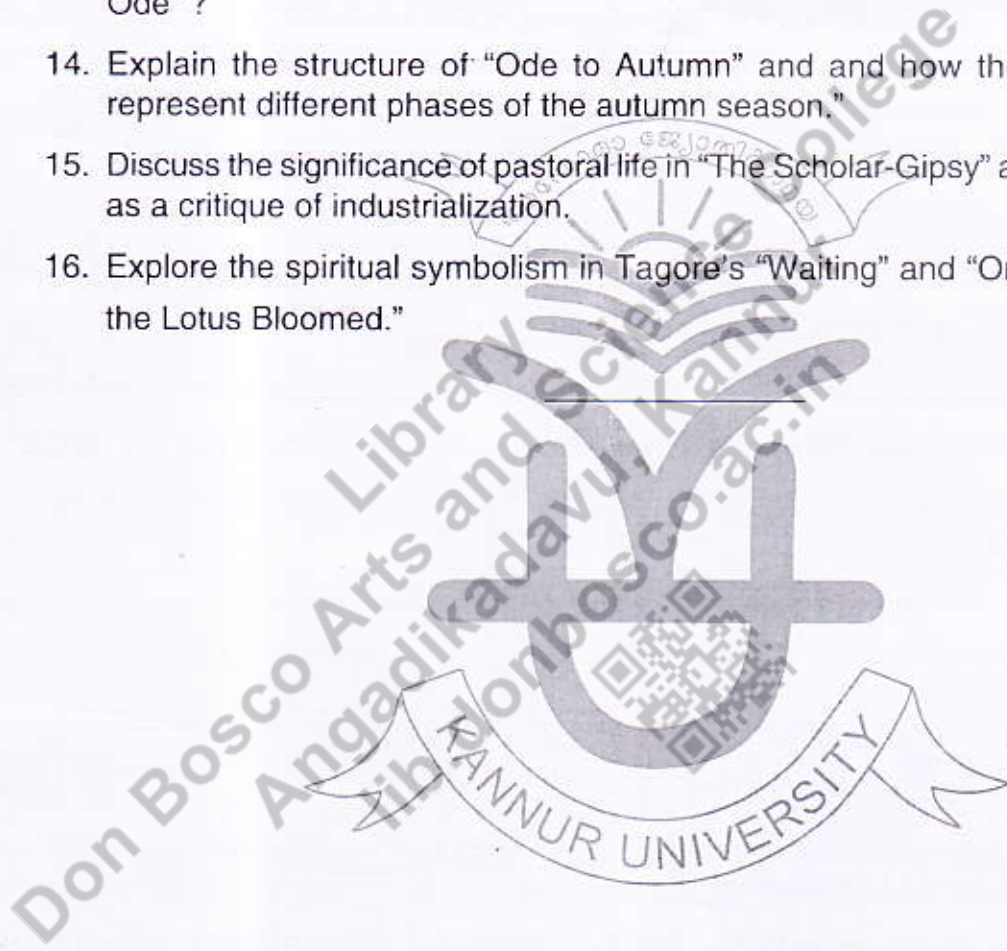 Ode" ?
14. Explain the structure of "Ode to Autumn" and and how th
represent different phases of the autumn season."
15. Discuss the significance of pastoral life in "The Scholar-Gipsy" a
as a critique of industrialization.
16. Explore the spiritual symbolism in Tagore's "Waiting" and "O
the Lotus Bloomed."
Library
Don Bosco Arts and Science College
Angadikadavu, Kannur.
lib.donbosco.ac.in
KANNUR UNIVERSITY